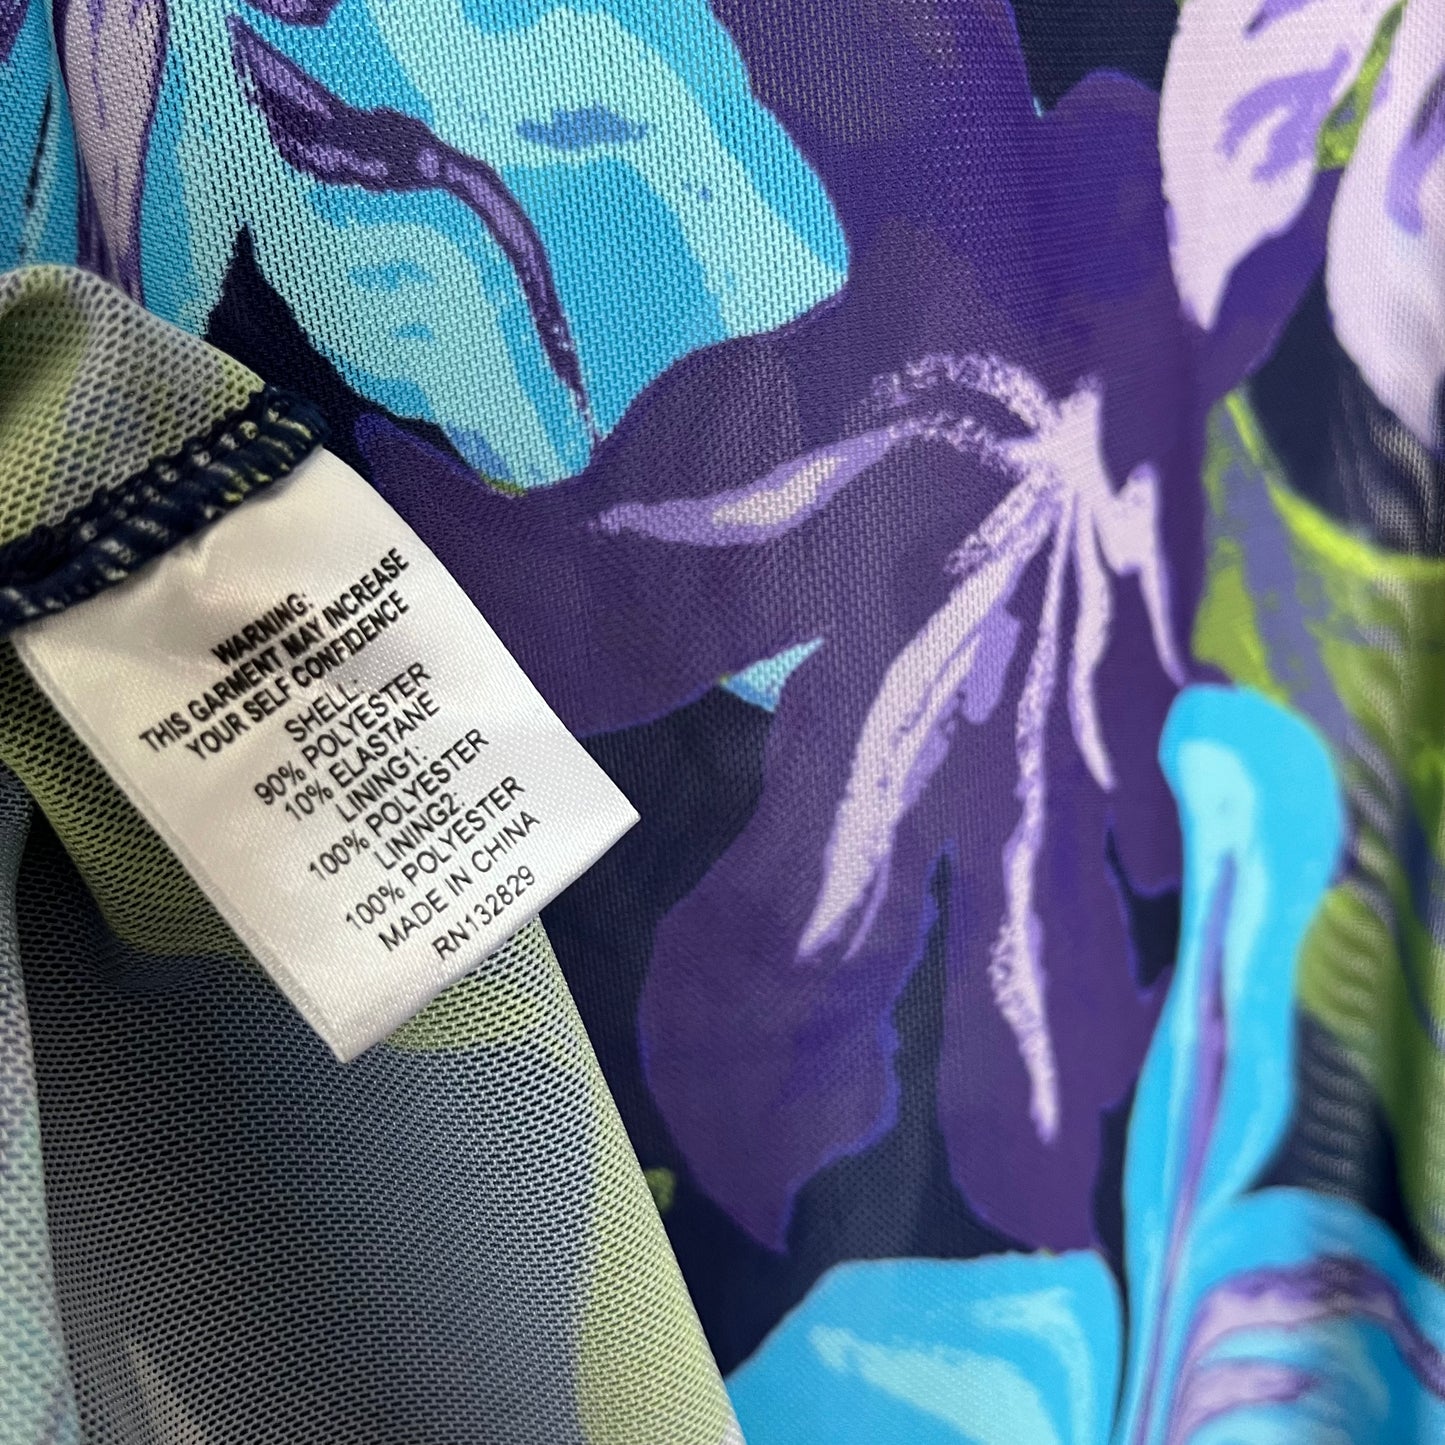 WARNING:
THIS GARMENT MAY INCREASE
YOUR SELF CONFIDENCE
SHELL:
90% POLYESTER
10% ELASTANE
LINING1:
100% POLYESTER
LINING2:
100% POLYESTER
MADE IN CHINA
RN132829